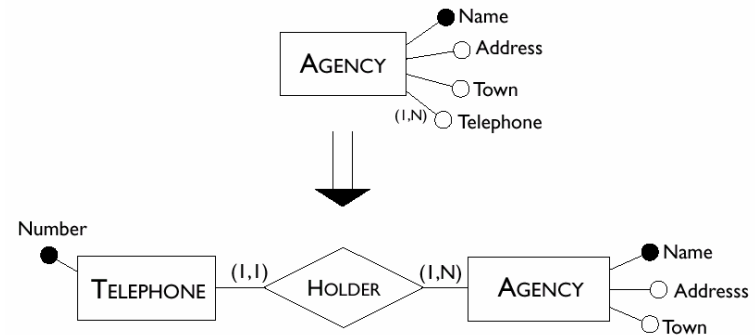 Name
Address
AGENCY
Town
(1,N)
Telephone
Number
(1,1)
(1,N)
Name
TELEPHONE
HOLDER
AGENCY
Addresss
Town